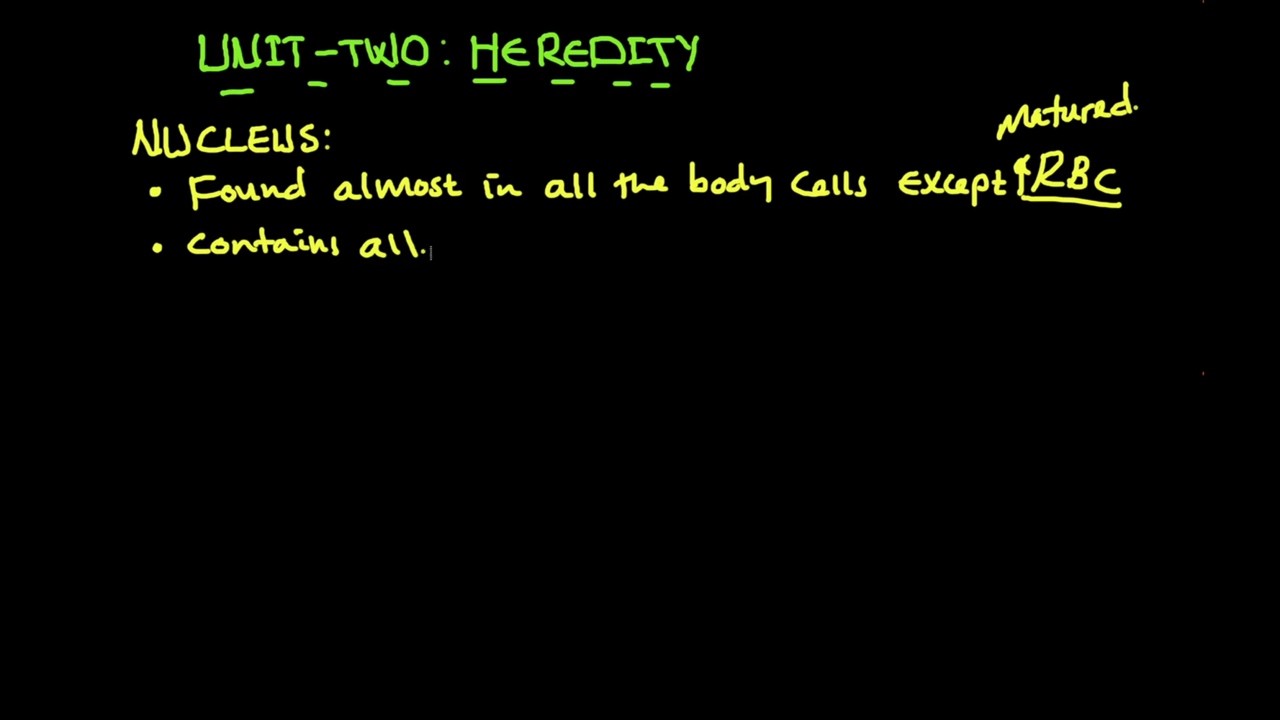 UNIT-TWO: HEREDITY
NUCLEUS:
Matured.
• Found almost in all the body cells except RBC
• Contains all.